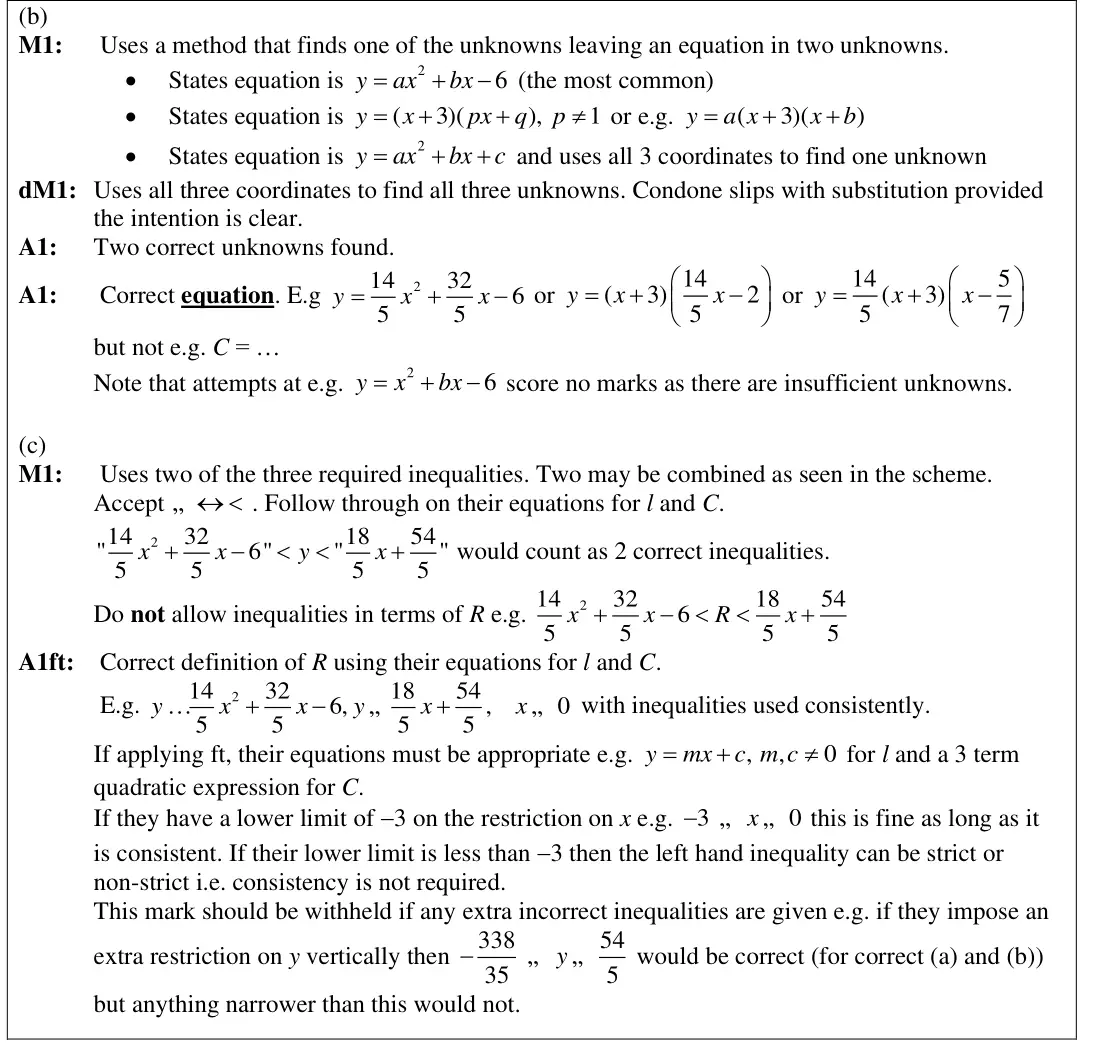 (b)
M1: Uses a method that finds one of the unknowns leaving an equation in two unknowns.
• States equation is y = ax² + bx − 6 (the most common)
• States equation is y = (x + 3)(px + q), p ≠ 1 or e.g. y = a(x + 3)(x + b)
• States equation is y = ax² + bx + c and uses all 3 coordinates to find one unknown
dM1: Uses all three coordinates to find all three unknowns. Condone slips with substitution provided
the intention is clear.
A1: Two correct unknowns found.
A1: Correct equation. E.g y = 14/5 x² + 32/5 x − 6 or y = (x + 3)(14/5 x − 2) or y = 14/5 (x + 3)(x − 5/7)
but not e.g. C = …
Note that attempts at e.g. y = x² + bx − 6 score no marks as there are insufficient unknowns.
(c)
M1: Uses two of the three required inequalities. Two may be combined as seen in the scheme.
Accept „ ↔ < . Follow through on their equations for l and C.
"14/5 x² + 32/5 x − 6" < y < "18/5 x + 54/5" would count as 2 correct inequalities.
Do not allow inequalities in terms of R e.g. 14/5 x² + 32/5 x − 6 < R < 18/5 x + 54/5
A1ft: Correct definition of R using their equations for l and C.
E.g. y … 14/5 x² + 32/5 x − 6, y „ 18/5 x + 54/5, x „ 0 with inequalities used consistently.
If applying ft, their equations must be appropriate e.g. y = mx + c, m, c ≠ 0 for l and a 3 term
quadratic expression for C.
If they have a lower limit of −3 on the restriction on x e.g. −3 „ x „ 0 this is fine as long as it
is consistent. If their lower limit is less than −3 then the left hand inequality can be strict or
non-strict i.e. consistency is not required.
This mark should be withheld if any extra incorrect inequalities are given e.g. if they impose an
extra restriction on y vertically then −338/35 „ y „ 54/5 would be correct (for correct (a) and (b))
but anything narrower than this would not.